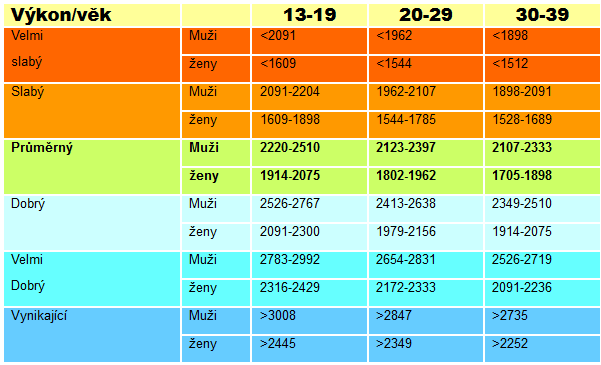 Výkon/věk 13-19 20-29 30-39
Velmi Muži <2091 <1962 <1898
slabý ženy <1609 <1544 <1512
Slabý Muži 2091-2204 1962-2107 1898-2091
ženy 1609-1898 1544-1785 1528-1689
Průměrný Muži 2220-2510 2123-2397 2107-2333
ženy 1914-2075 1802-1962 1705-1898
Dobrý Muži 2526-2767 2413-2638 2349-2510
ženy 2091-2300 1979-2156 1914-2075
Velmi Muži 2783-2992 2654-2831 2526-2719
Dobrý ženy 2316-2429 2172-2333 2091-2236
Vynikající Muži >3008 >2847 >2735
ženy >2445 >2349 >2252